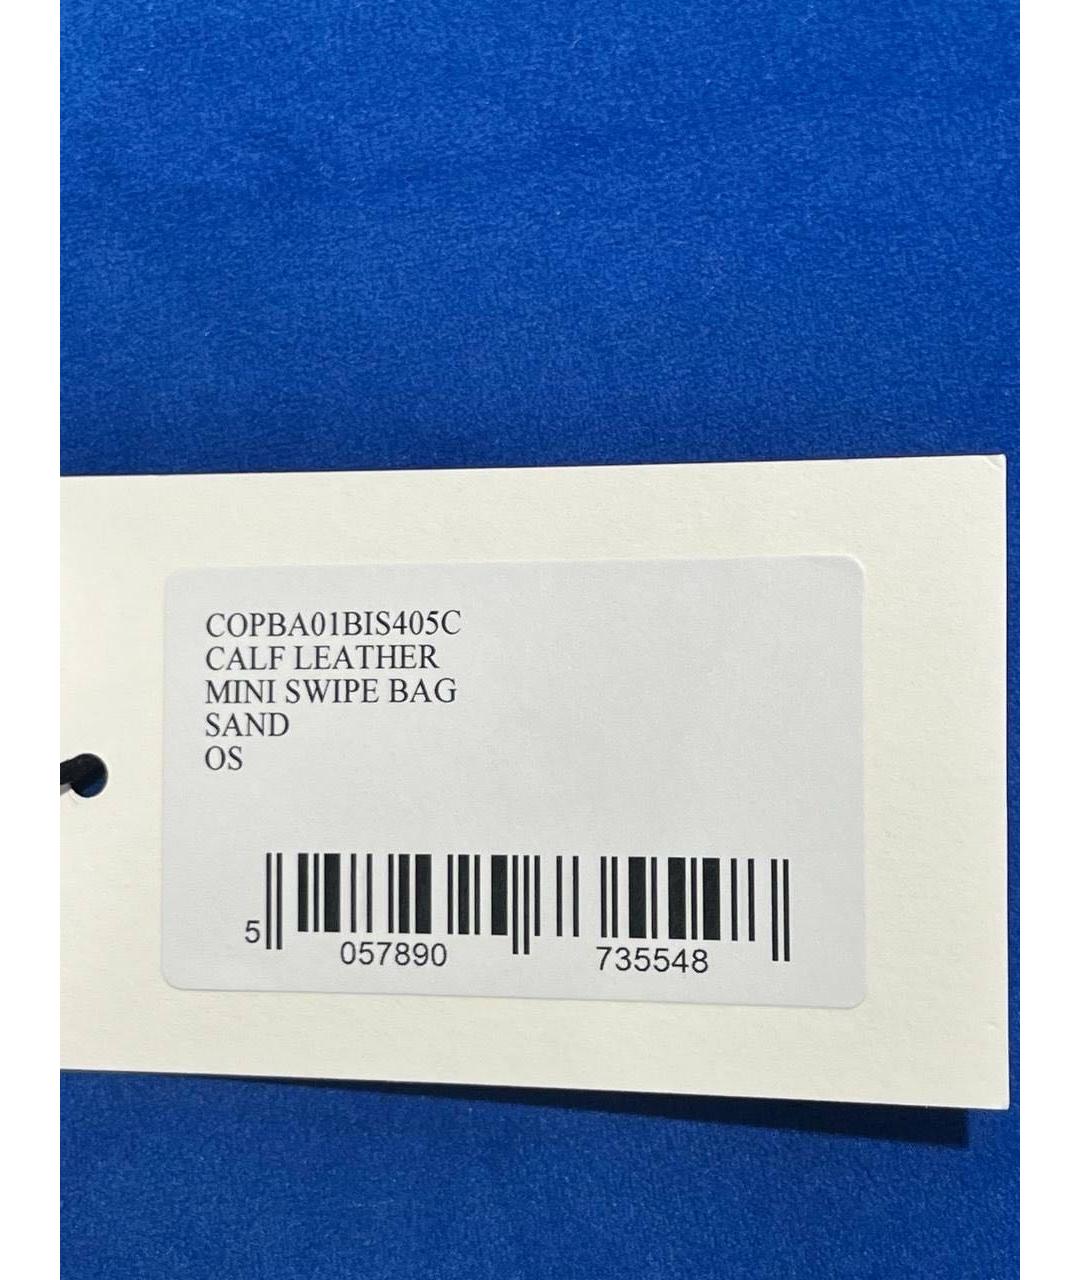 COPBA01BIS405C
CALF LEATHER
MINI SWIPE BAG
SAND
OS
5 057890 735548